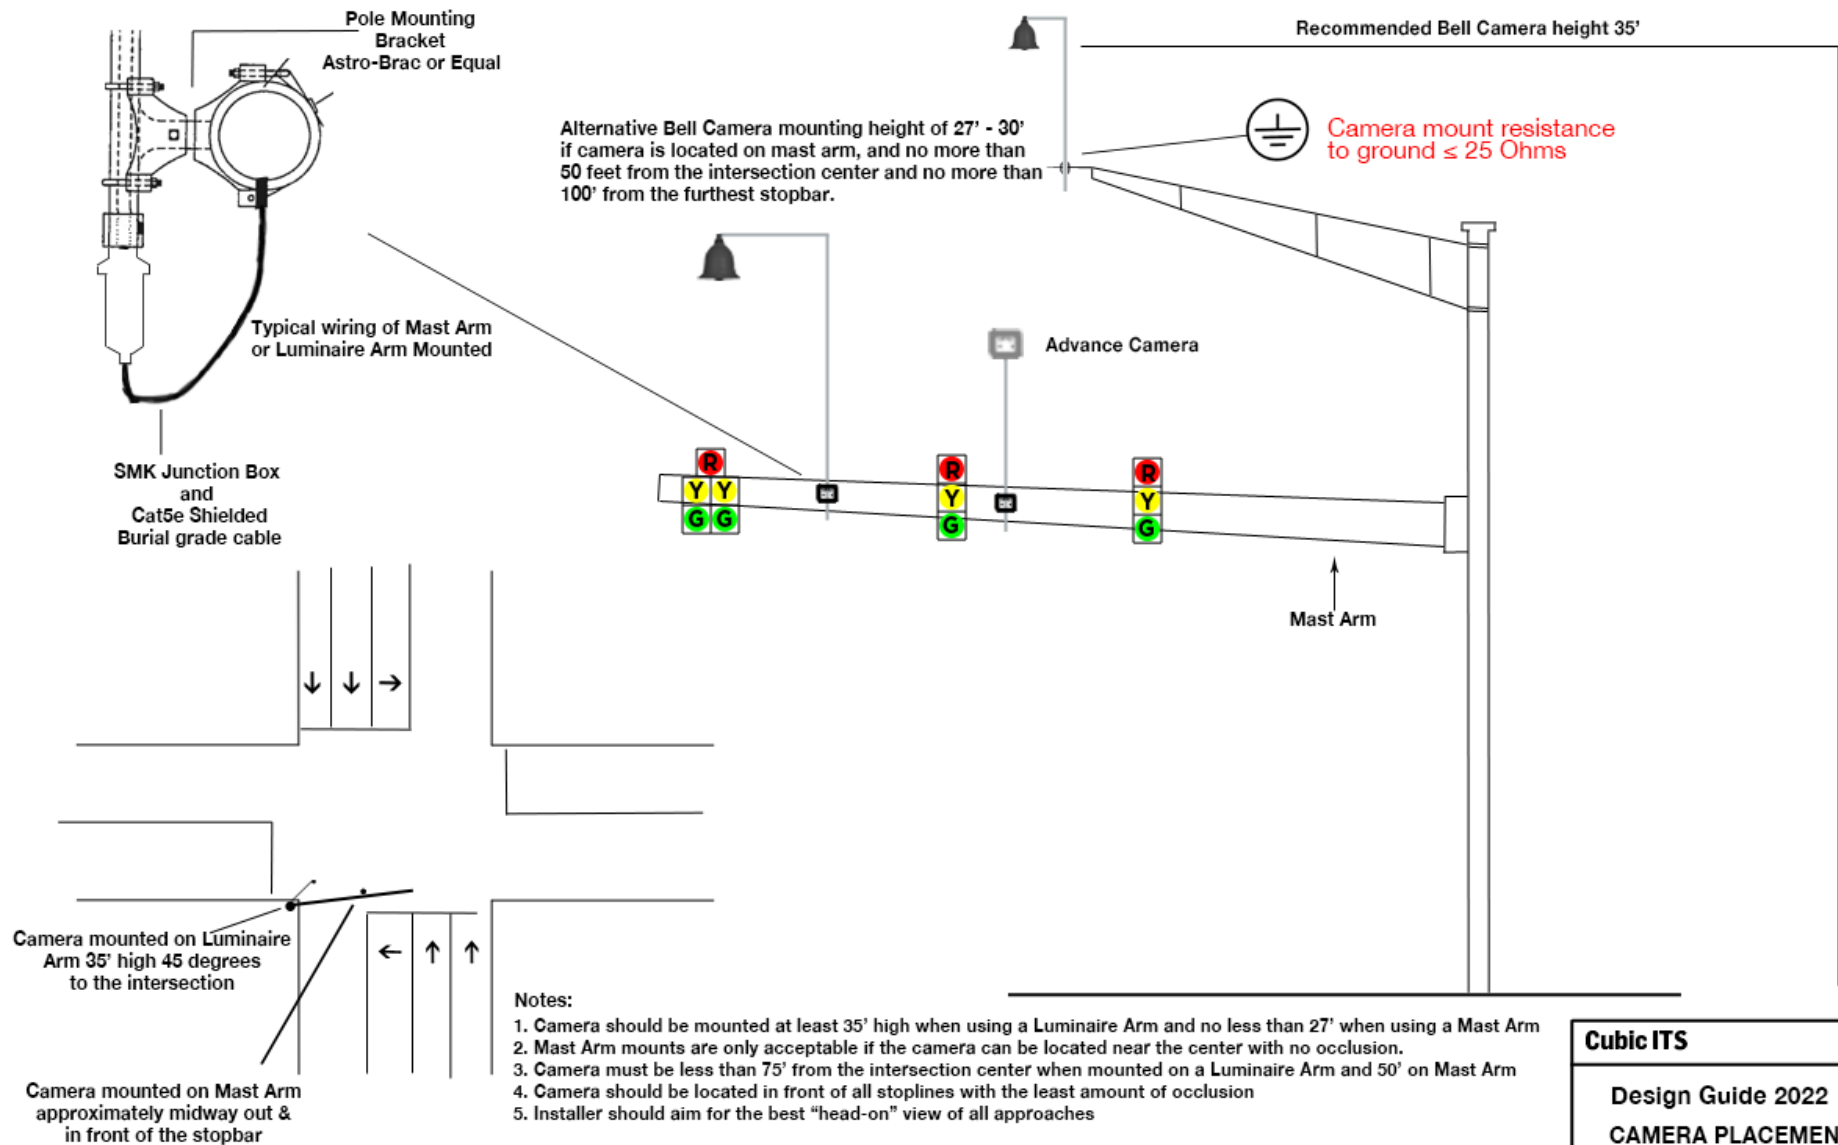 Pole Mounting
Bracket
Astro-Brac or Equal
Recommended Bell Camera height 35'
Alternative Bell Camera mounting height of 27' - 30'
if camera is located on mast arm, and no more than
50 feet from the intersection center and no more than
100' from the furthest stopbar.
Camera mount resistance
to ground ≤ 25 Ohms
Typical wiring of Mast Arm
or Luminaire Arm Mounted
Advance Camera
SMK Junction Box
and
Cat5e Shielded
Burial grade cable
R
Y Y
G G
R
Y
G
R
Y
G
Mast Arm
Camera mounted on Luminaire
Arm 35' high 45 degrees
to the intersection
Camera mounted on Mast Arm
approximately midway out &
in front of the stopbar
Notes:
1. Camera should be mounted at least 35' high when using a Luminaire Arm and no less than 27' when using a Mast Arm
2. Mast Arm mounts are only acceptable if the camera can be located near the center with no occlusion.
3. Camera must be less than 75' from the intersection center when mounted on a Luminaire Arm and 50' on Mast Arm
4. Camera should be located in front of all stoplines with the least amount of occlusion
5. Installer should aim for the best “head-on” view of all approaches
Cubic ITS
Design Guide 2022
CAMERA PLACEMEN